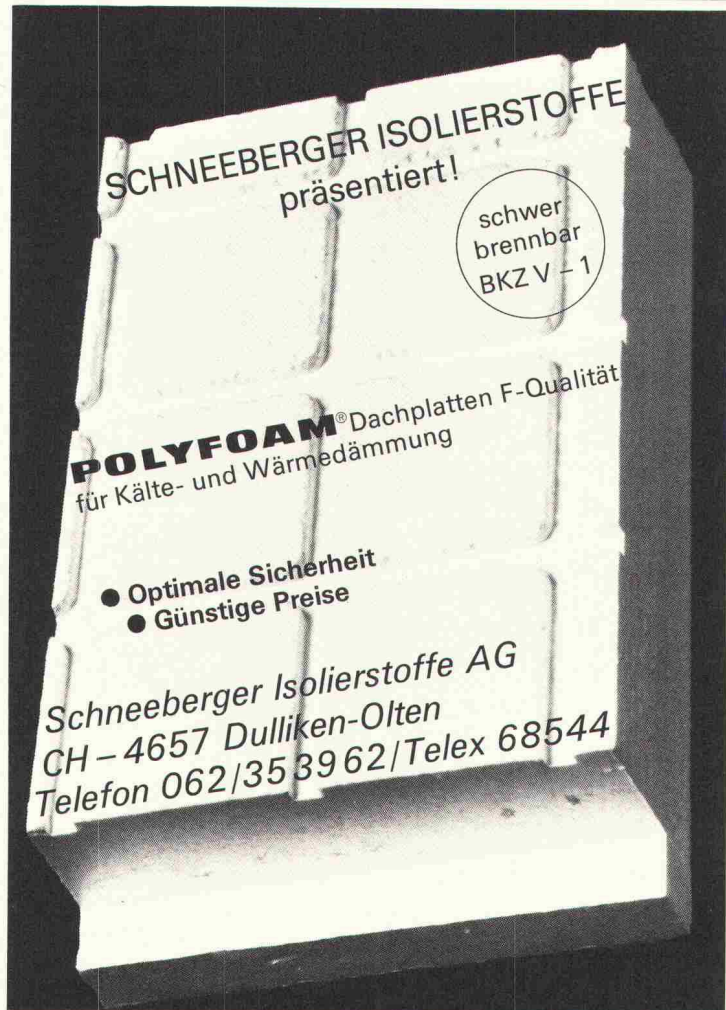 SCHNEEBERGER ISOLIERSTOFFE
präsentiert!
schwer
brennbar
BKZ V – 1
POLYFOAM® Dachplatten F-Qualität
für Kälte- und Wärmedämmung
● Optimale Sicherheit
● Günstige Preise
Schneeberger Isolierstoffe AG
CH – 4657 Dulliken-Olten
Telefon 062/35 39 62/Telex 68544